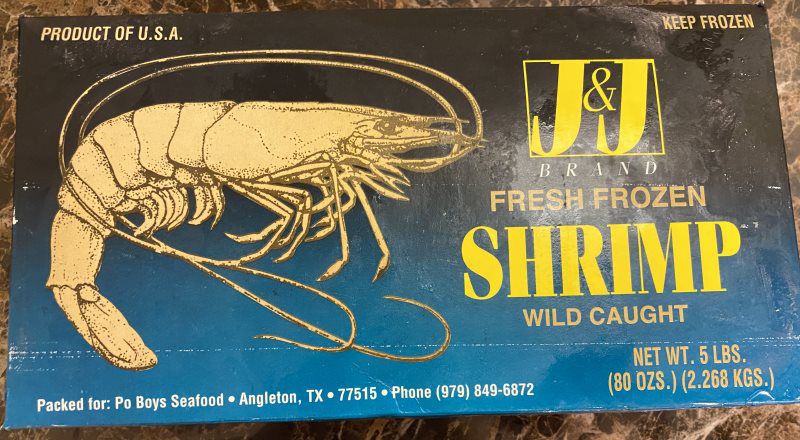 PRODUCT OF U.S.A.
KEEP FROZEN
J&J
BRAND
FRESH FROZEN
SHRIMP
WILD CAUGHT
NET WT. 5 LBS.
(80 OZS.) (2.268 KGS.)
Packed for: Po Boys Seafood • Angleton, TX • 77515 • Phone (979) 849-6872